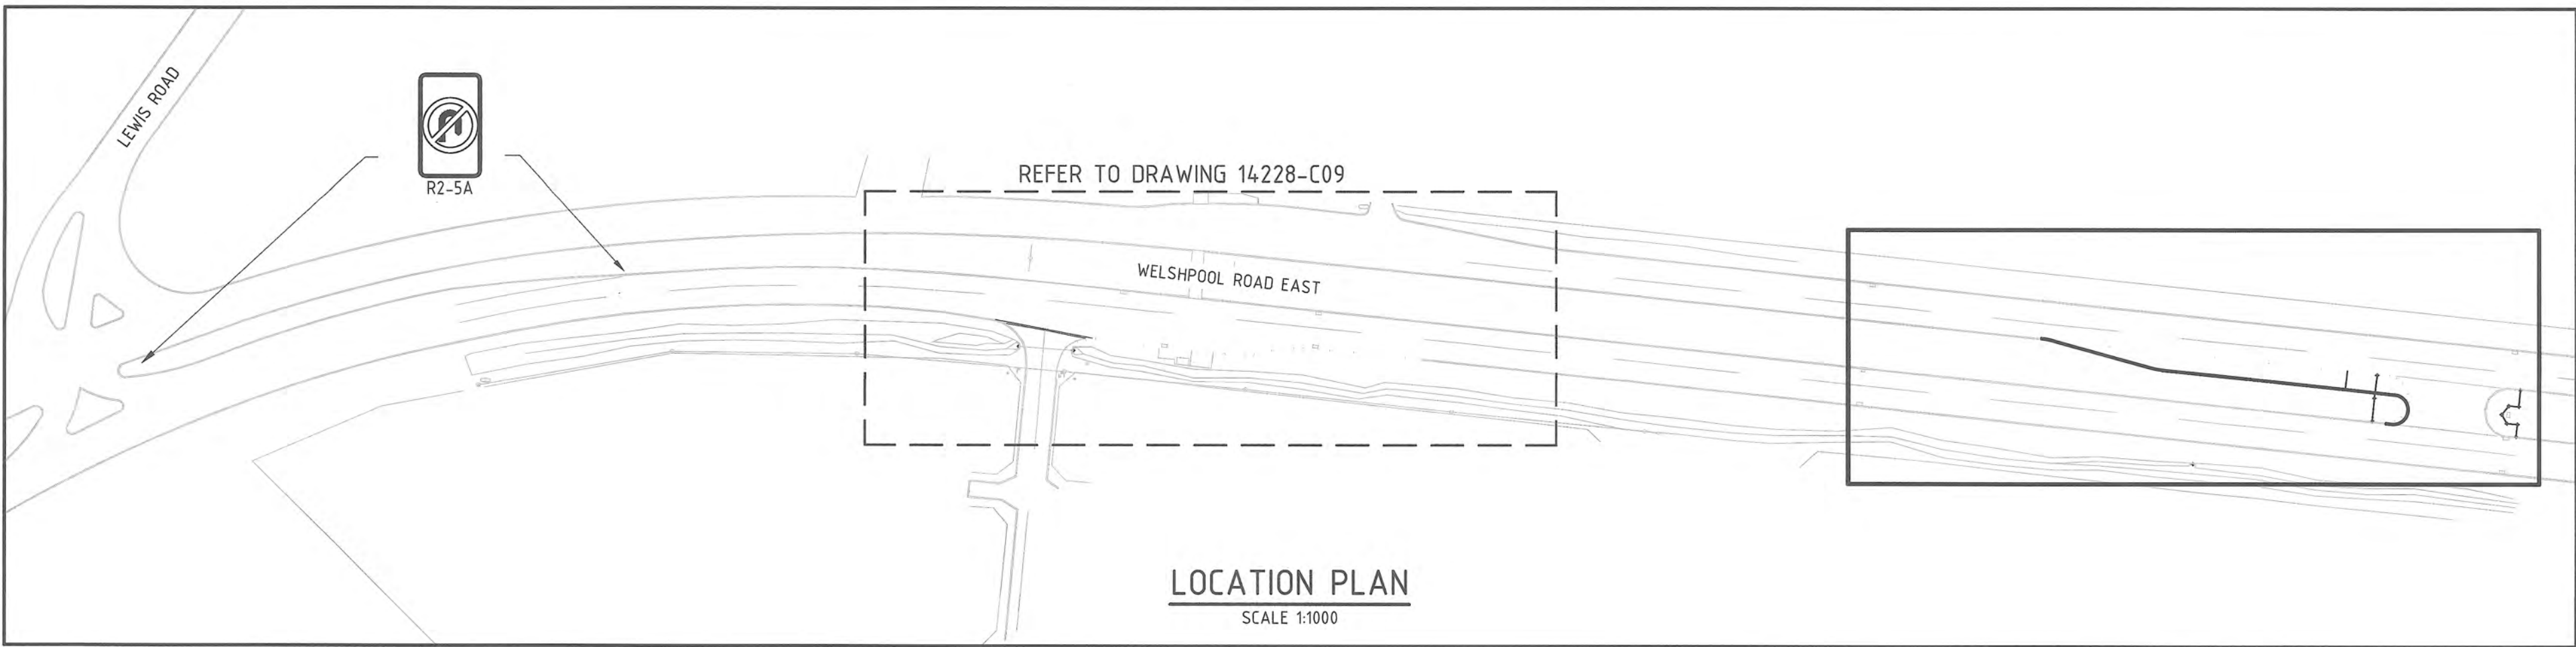 LEWIS ROAD
R2-5A
REFER TO DRAWING 14228-C09
WELSHPOOL ROAD EAST
LOCATION PLAN
SCALE 1:1000